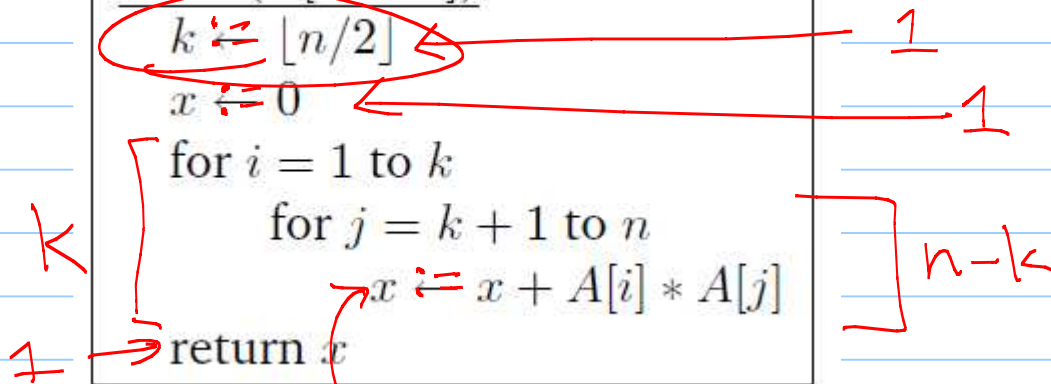 k ← ⌊n/2⌋ 1
x ← 0 1
for i = 1 to k
for j = k + 1 to n
K n-k
x ← x + A[i] * A[j]
1 return x